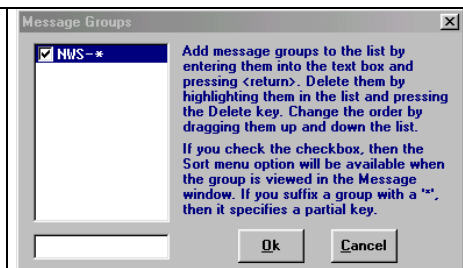 Message Groups
NWS-*
Add message groups to the list by
entering them into the text box and
pressing <return>. Delete them by
highlighting them in the list and pressing
the Delete key. Change the order by
dragging them up and down the list.
If you check the checkbox, then the
Sort menu option will be available when
the group is viewed in the Message
window. If you suffix a group with a '*',
then it specifies a partial key.
Ok
Cancel